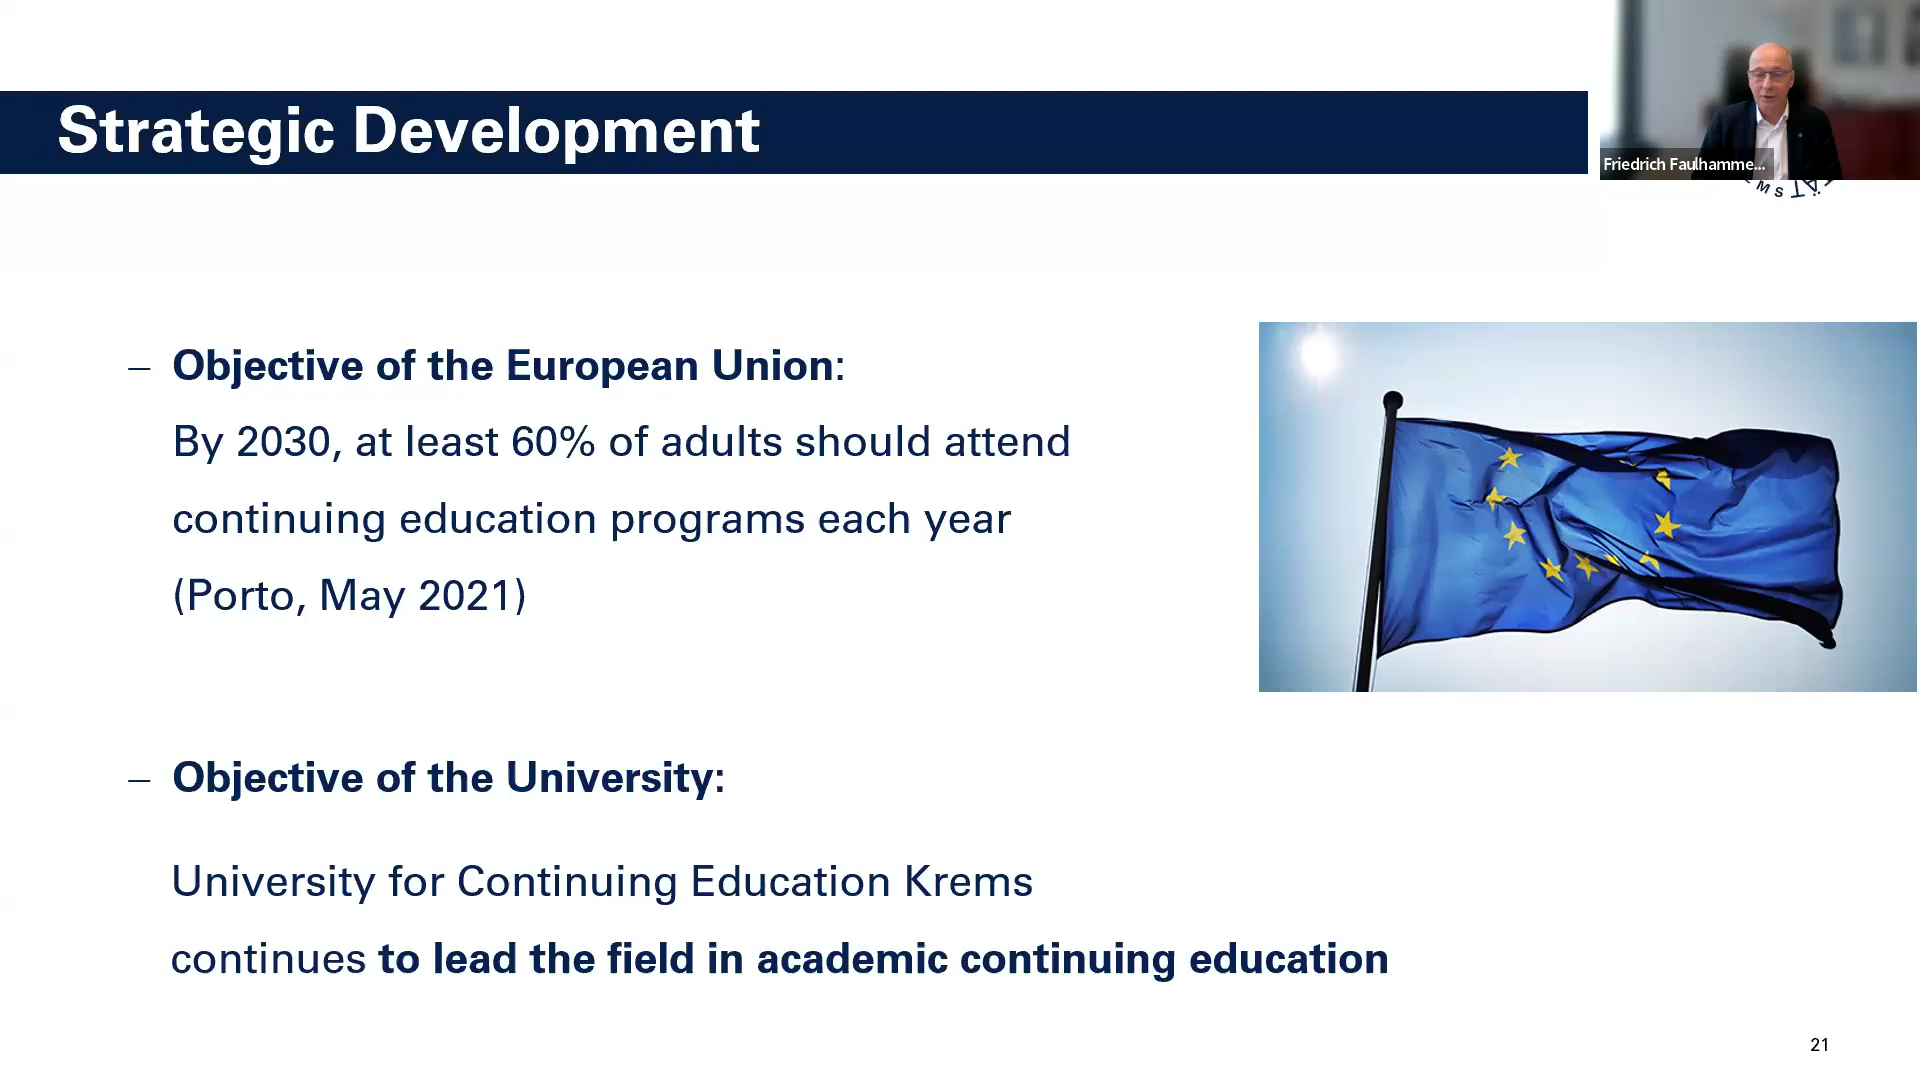 Strategic Development
Friedrich Faulhamme...
– Objective of the European Union:
By 2030, at least 60% of adults should attend
continuing education programs each year
(Porto, May 2021)
– Objective of the University:
University for Continuing Education Krems
continues to lead the field in academic continuing education
21